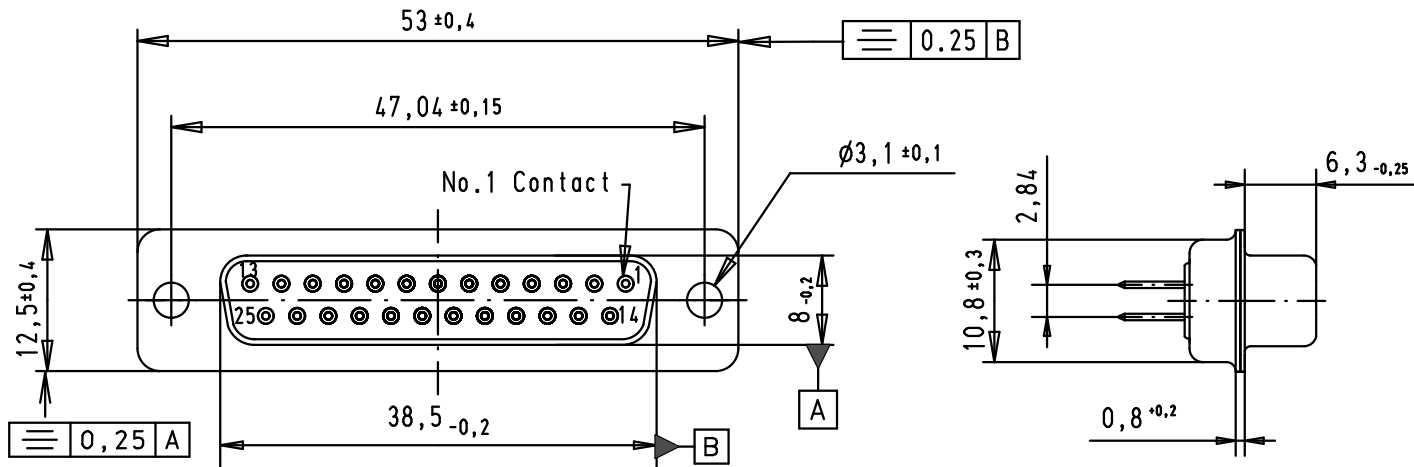 53 ±0,4
0.25 B
47,04 ±0,15
ø3,1 ±0,1
No.1 Contact
6,3 -0,25
2,84
13
1
12,5±0,4
8 -0,2
10,8 ±0,3
25
14
A
38,5 -0,2
0,8 +0,2
0,25 A
B